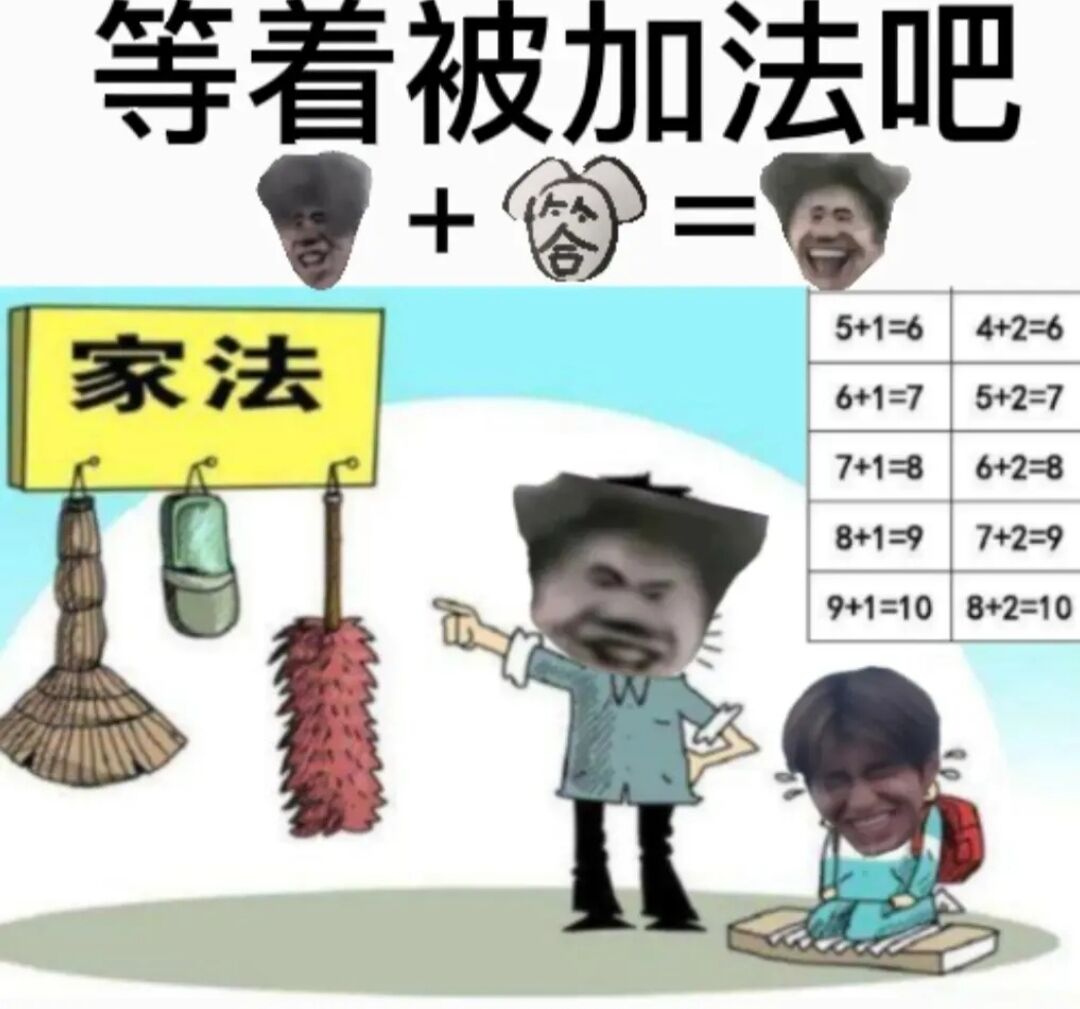 等着被加法吧
+ 答 =
家法
5+1=6 4+2=6
6+1=7 5+2=7
7+1=8 6+2=8
8+1=9 7+2=9
9+1=10 8+2=10